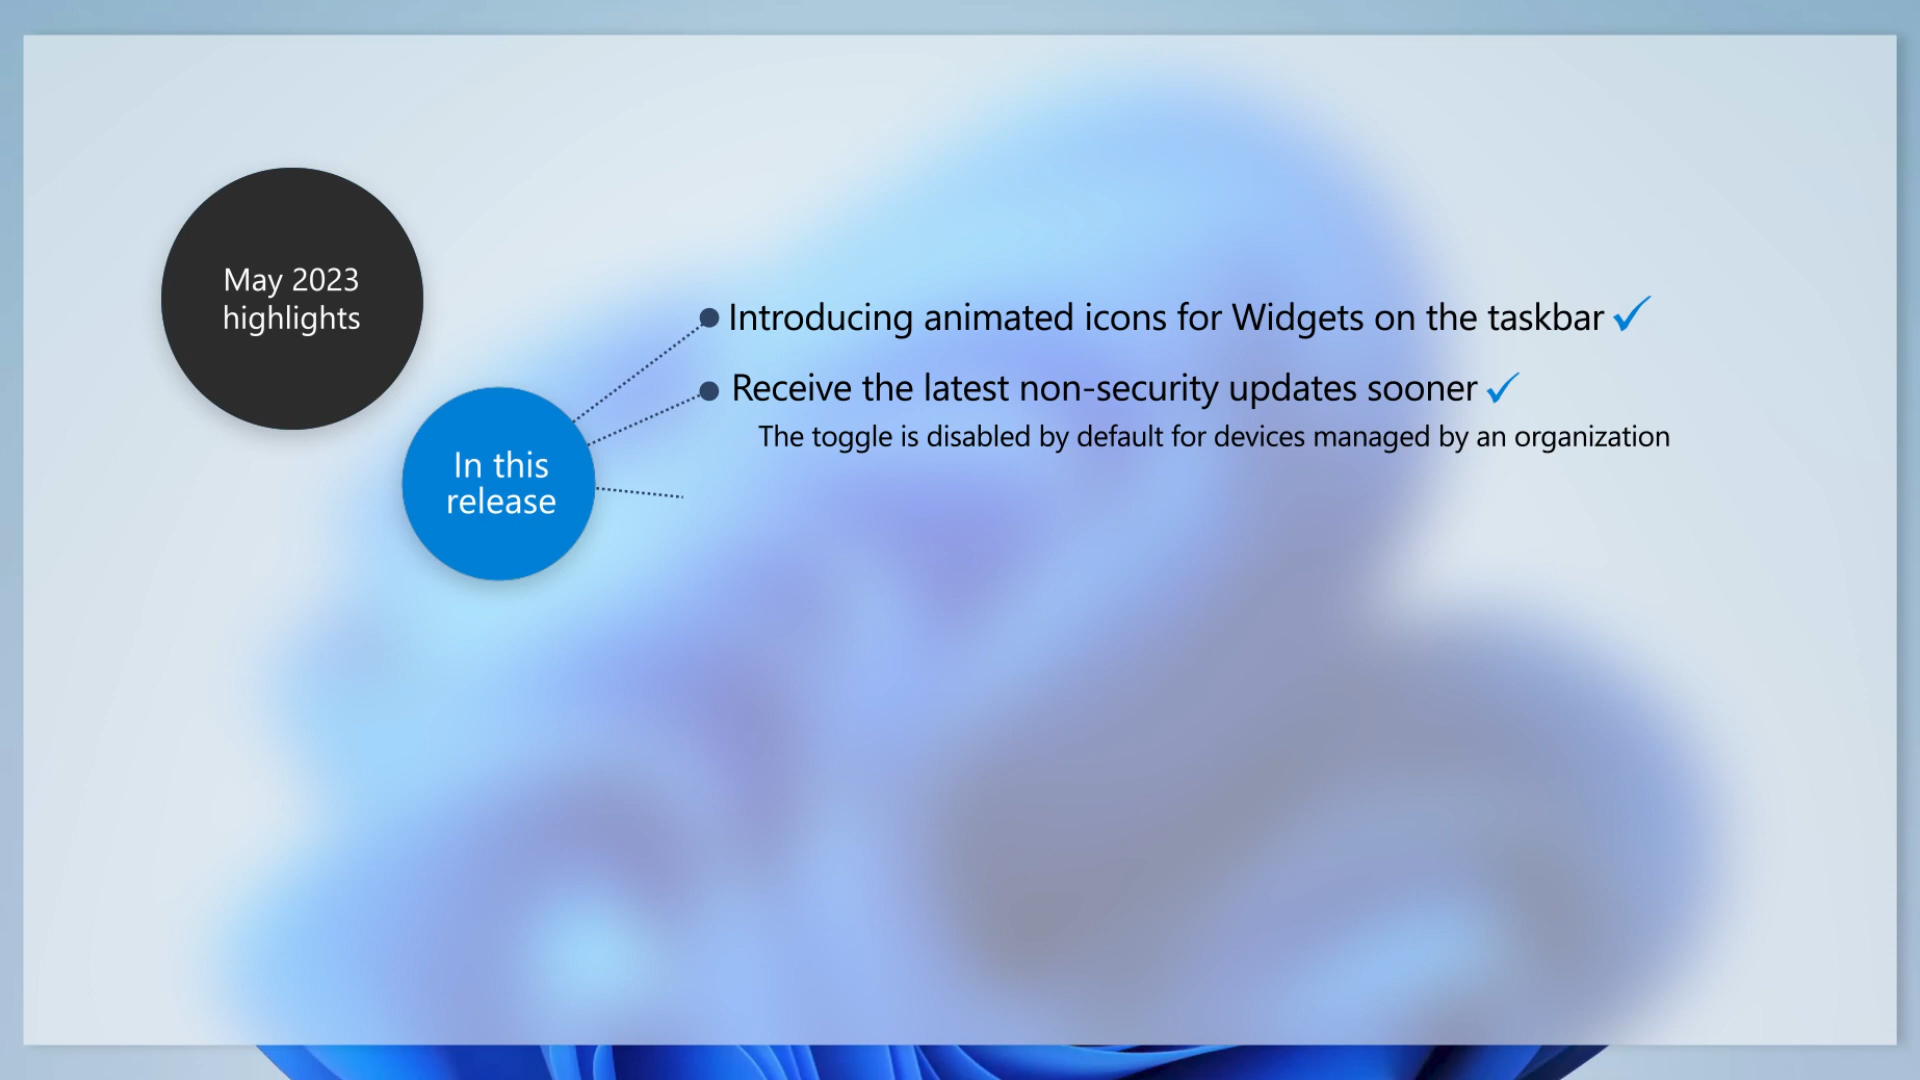 May 2023
highlights
In this
release
Introducing animated icons for Widgets on the taskbar
Receive the latest non-security updates sooner
The toggle is disabled by default for devices managed by an organization